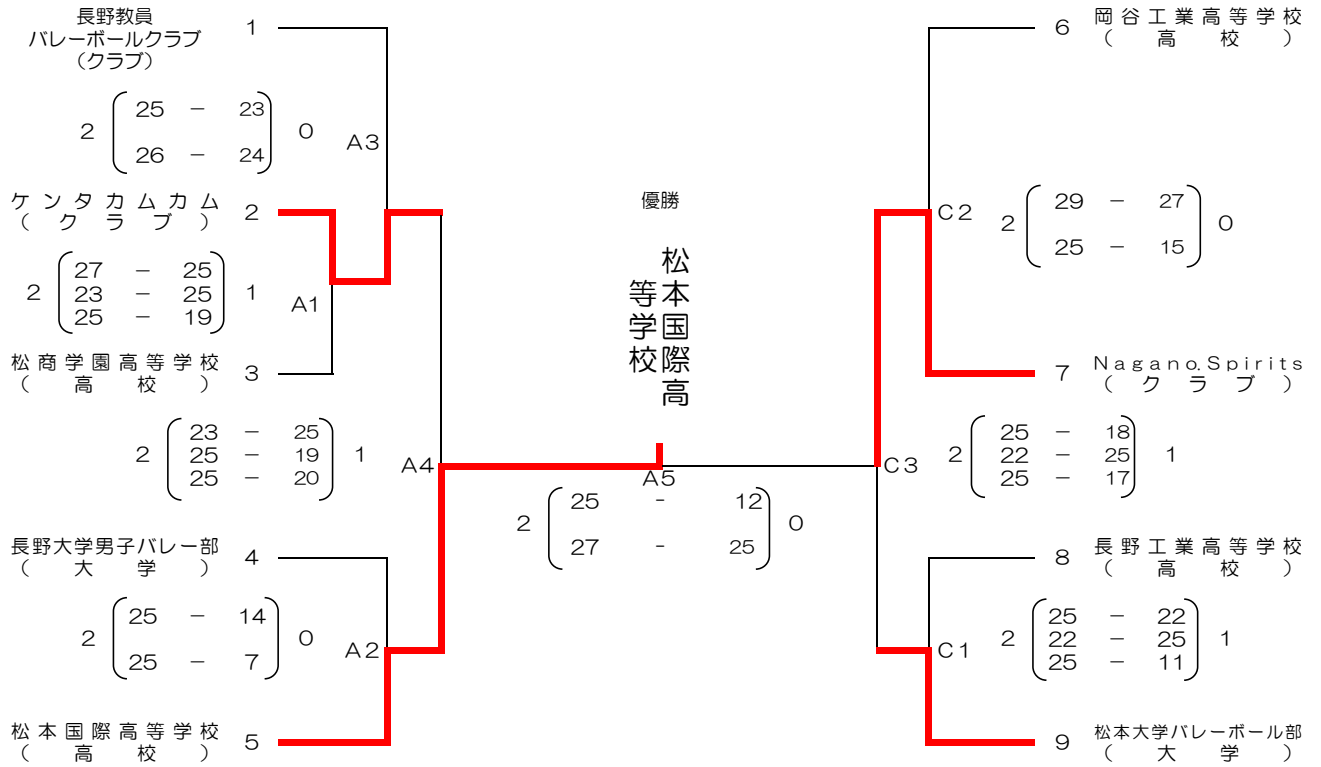 長野教員
バレーボールクラブ
(クラブ)
1
2 25 － 23 0
26 － 24
A3
ケンタカムカム
(クラブ)
2
27 － 25
2 23 － 25 1
25 － 19
A1
松商学園高等学校
(高校)
3
23 － 25
2 25 － 19 1
25 － 20
A4
長野大学男子バレー部
(大学)
4
2 25 － 14 0
25 － 7
A2
松本国際高等学校
(高校)
5
優勝
松本国際高
等学校
A5
2 25 - 12 0
27 - 25
6
岡谷工業高等学校
(高校)
C2
2 29 － 27 0
25 － 15
7
Nagano.Spirits
(クラブ)
C3
25 － 18
2 22 － 25 1
25 － 17
8
長野工業高等学校
(高校)
C1
25 － 22
2 22 － 25 1
25 － 11
9
松本大学バレーボール部
(大学)